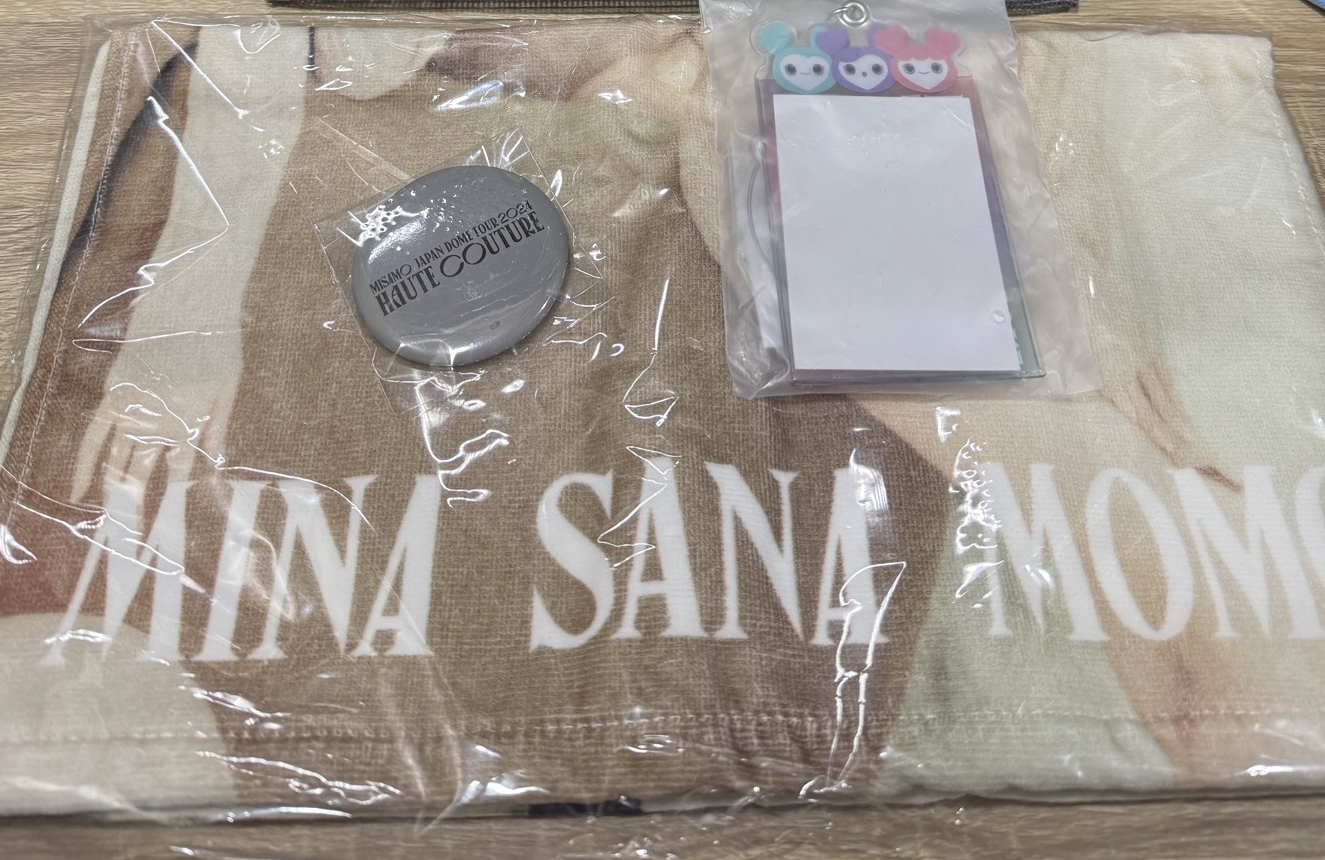 MISAMO JAPAN DOME TOUR 2024
HAUTE COUTURE
MINA SANA MOMO